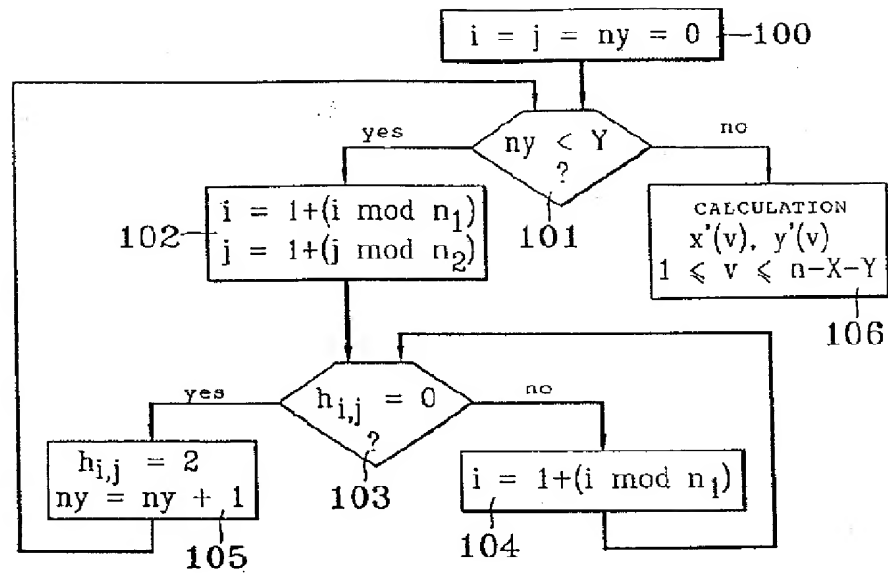 i = j = ny = 0
100
ny < Y
?
101
yes
no
i = 1+(i mod n₁)
j = 1+(j mod n₂)
102
CALCULATION
x'(v), y'(v)
1 ⩽ v ⩽ n-X-Y
106
h_{i,j} = 0
?
103
yes
no
h_{i,j} = 2
ny = ny + 1
105
i = 1+(i mod n₁)
104